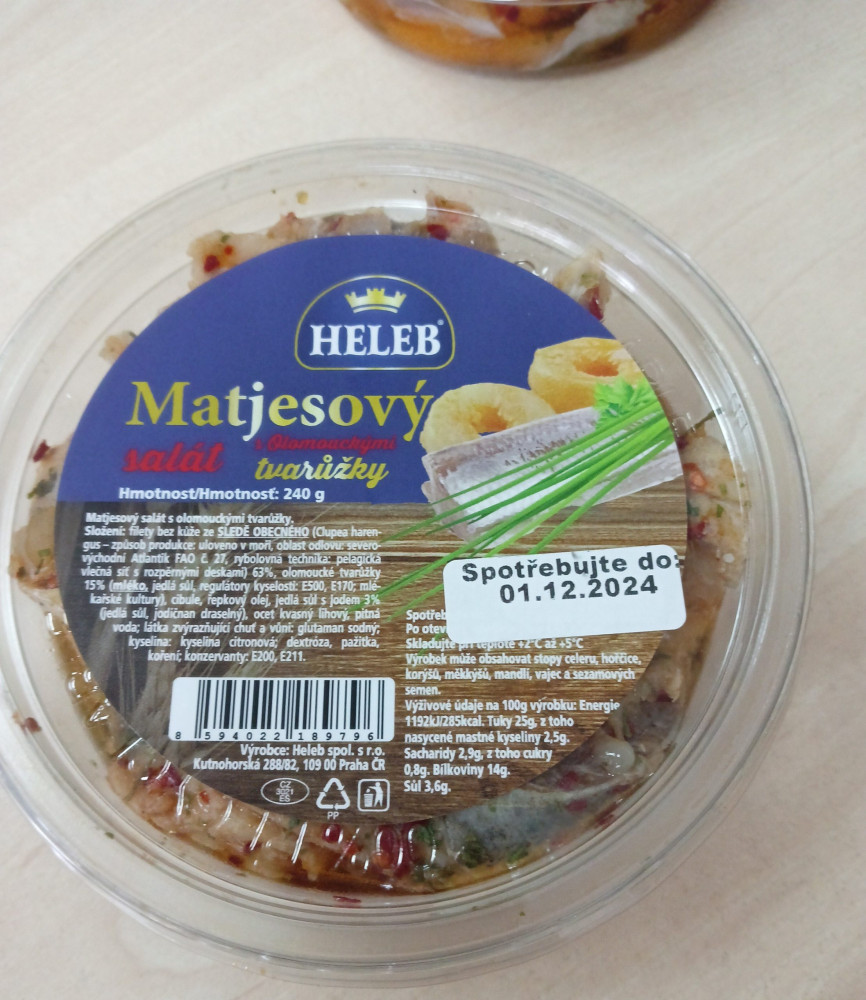 HELEB®
Matjesový
salát s Olomouckými
tvarůžky
Hmotnost/Hmotnosť: 240 g
Matjesový salát s olomouckými tvarůžky.
Složení: filety bez kůže ze SLEDĚ OBECNÉHO (Clupea haren-
gus – způsob produkce: uloveno v moři, oblast odlovu: severo-
východní Atlantik FAO č. 27, rybolovná technika: pelagická
vlečná síť s rozpěrnými deskami) 63%, olomoucké tvarůžky
15% (mléko, jedlá sůl, regulátory kyselosti: E500, E170; mlé-
kařské kultury), cibule, řepkový olej, jedlá sůl s jodem 3%
(jedlá sůl, jodičnan draselný), ocet kvasný lihový, pitná
voda; látka zvýrazňující chuť a vůni: glutaman sodný;
kyselina: kyselina citronová; dextróza, pažitka,
koření; konzervanty: E200, E211.
Spotřebujte do:
01.12.2024
Spotřeb
Po otev
Skladujte při teplotě +2°C až +5°C
Výrobek může obsahovat stopy celeru, hořčice,
korýšů, měkkýšů, mandlí, vajec a sezamových
semen.
Výživové údaje na 100g výrobku: Energie
1192kJ/285kcal. Tuky 25g, z toho
nasycené mastné kyseliny 2,5g.
Sacharidy 2,9g, z toho cukry
0,8g. Bílkoviny 14g.
Sůl 3,6g.
8 594022 189796
Výrobce: Heleb spol. s r.o.
Kutnohorská 288/82, 109 00 Praha ČR
CZ
3021
ES
PP